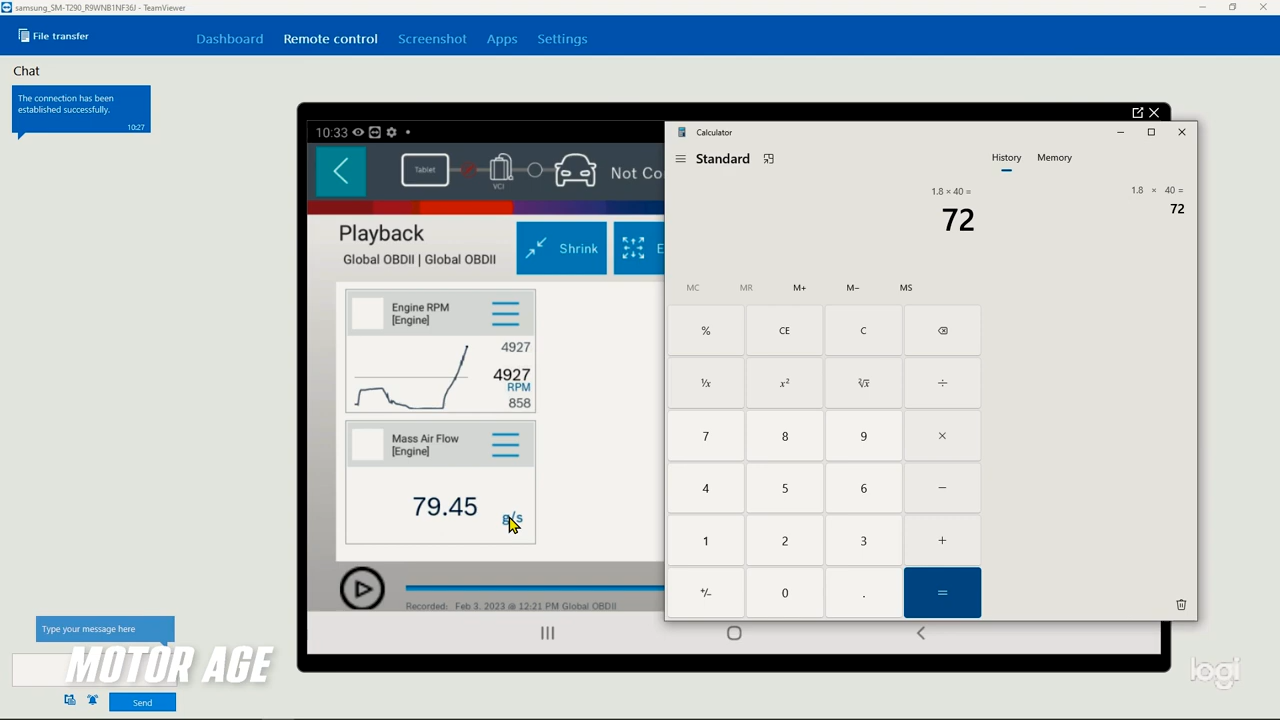 samsung_SM-T290_R9WNB1NF36J - TeamViewer
File transfer
Dashboard
Remote control
Screenshot
Apps
Settings
Chat
The connection has been
established successfully.
10:27
10:33
Tablet
VCI
Not Co
Playback
Global OBDII | Global OBDII
Shrink
E
Engine RPM
[Engine]
4927
4927
RPM
858
Mass Air Flow
[Engine]
79.45
g/s
Recorded: Feb 3. 2023 @ 12:21 PM Global OBDII
Calculator
Standard
History
Memory
1.8 × 40 =
72
1.8 × 40 =
72
MC MR M+ M− MS
% CE C
¹/x x² ²√x ÷
7 8 9 ×
4 5 6 −
1 2 3 +
+/− 0 . =
Type your message here
Send
MOTOR AGE
logi